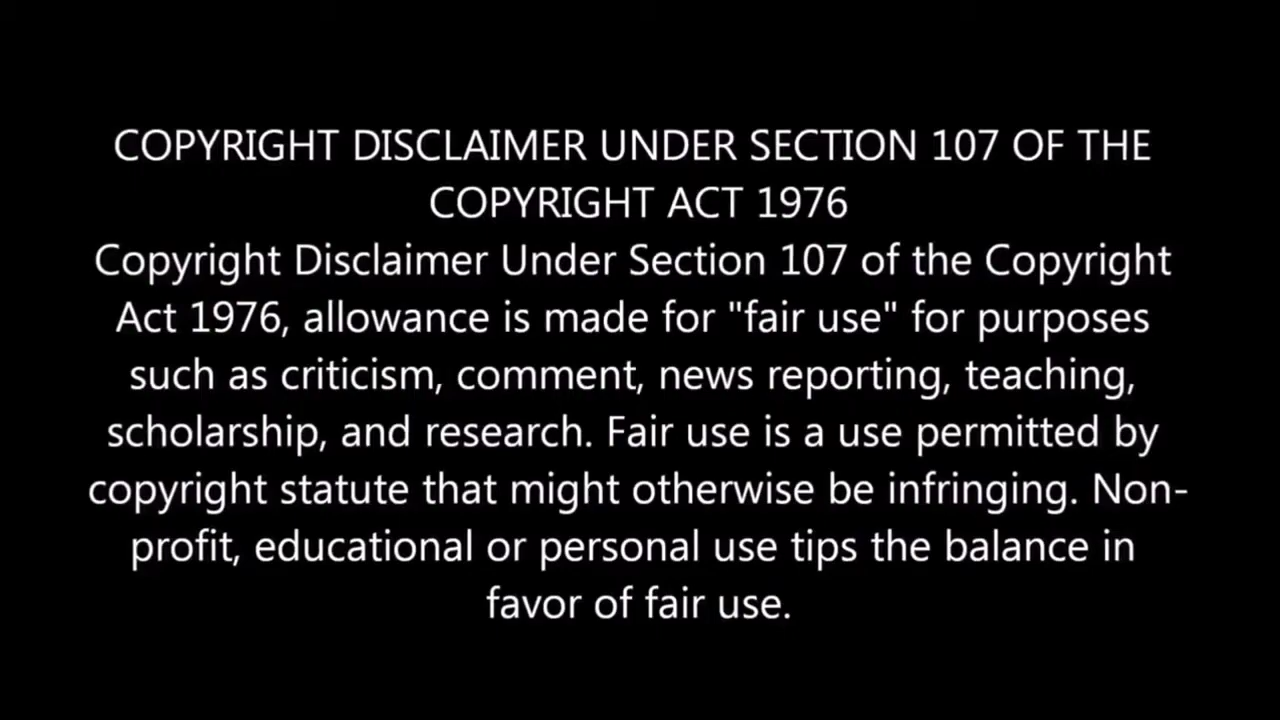 COPYRIGHT DISCLAIMER UNDER SECTION 107 OF THE
COPYRIGHT ACT 1976
Copyright Disclaimer Under Section 107 of the Copyright
Act 1976, allowance is made for "fair use" for purposes
such as criticism, comment, news reporting, teaching,
scholarship, and research. Fair use is a use permitted by
copyright statute that might otherwise be infringing. Non-
profit, educational or personal use tips the balance in
favor of fair use.